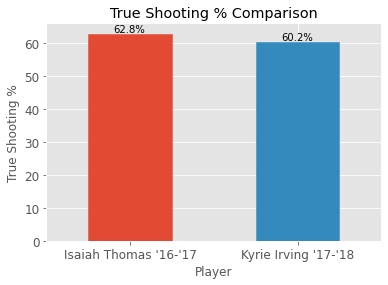 True Shooting % Comparison
62.8%
60.2%
60
50
40
30
20
10
0
True Shooting %
Isaiah Thomas '16-'17
Kyrie Irving '17-'18
Player